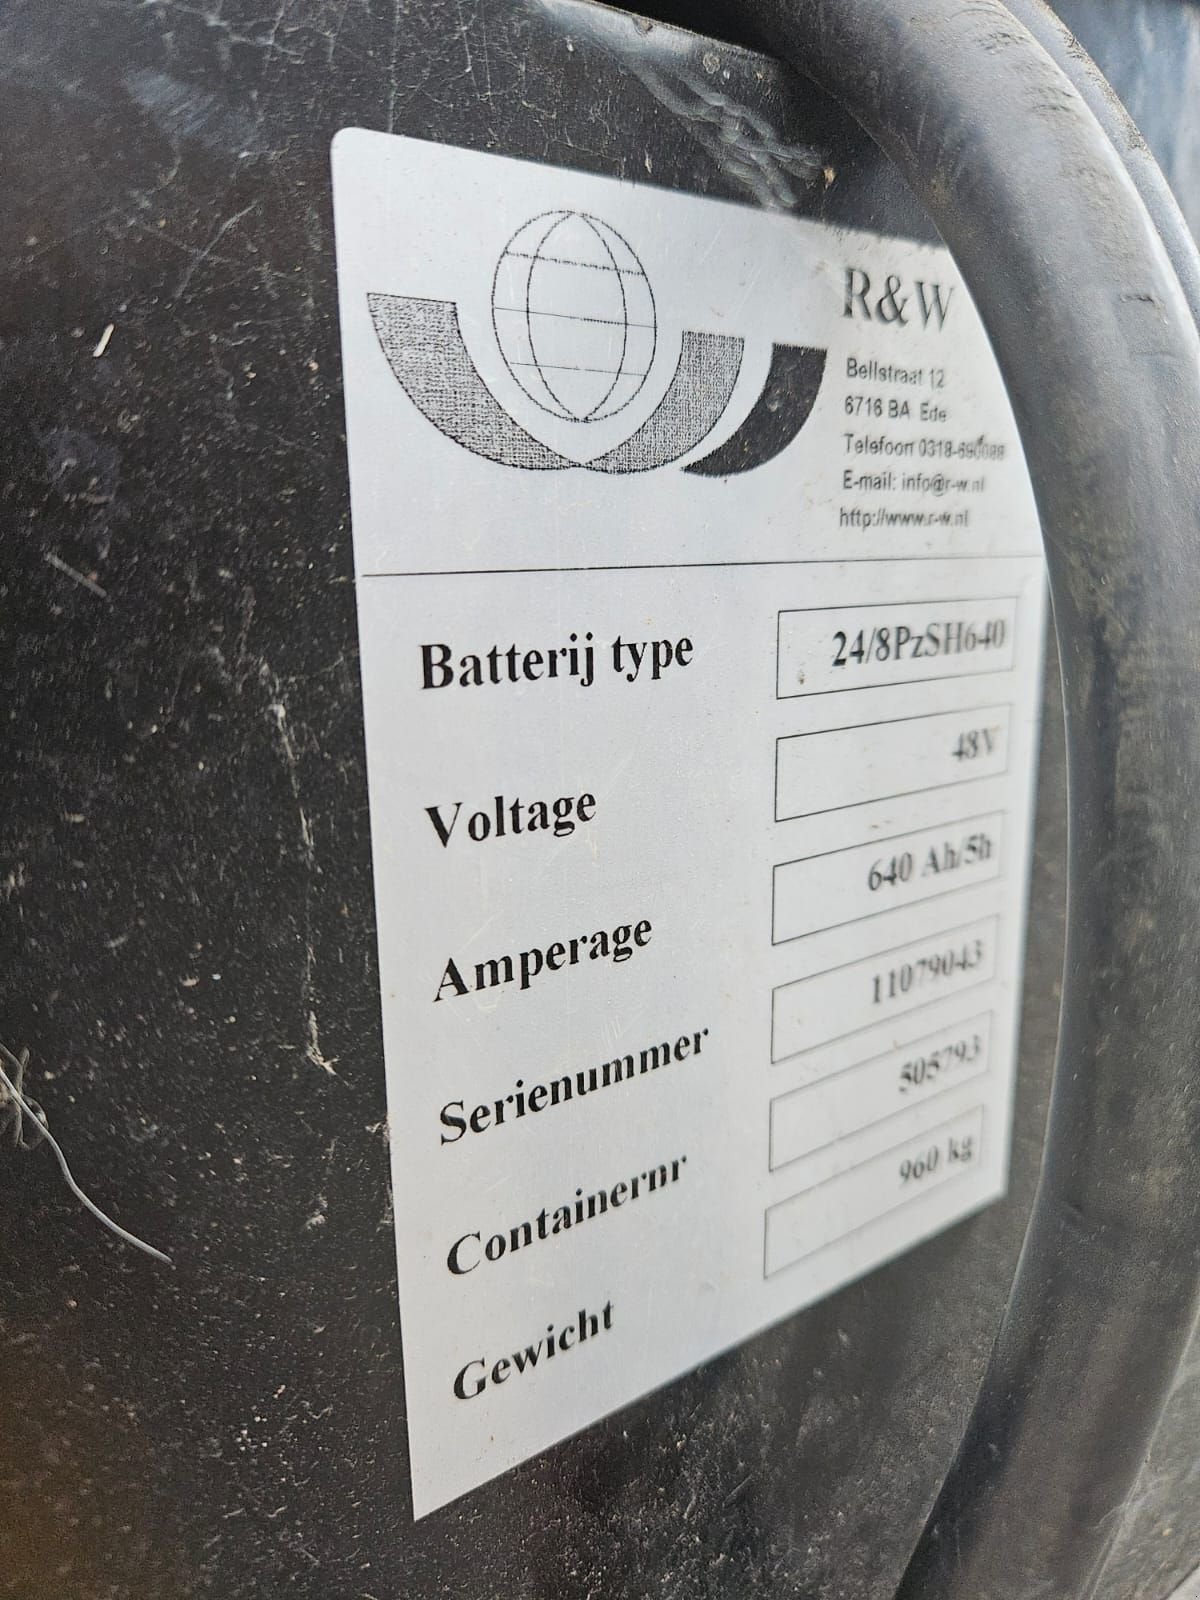 R&W
Bellstraat 12
6716 BA Ede
Telefoon
E-mail: info@r-w.nl
http://www.r-w.nl
Batterij type 24/8PzSH640
Voltage 48V
Amperage 640 Ah/5h
Serienummer 11079043
Containernr 505793
Gewicht 960 kg